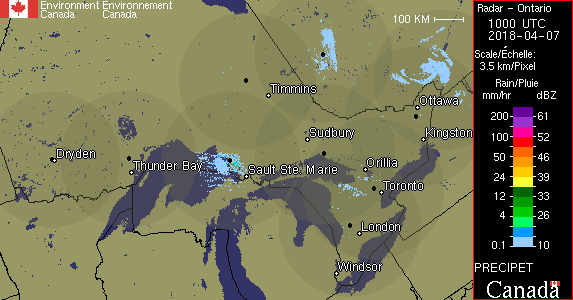 Environment Environnement
Canada Canada
100 KM
Radar - Ontario
1000 UTC
2018-04-07
Scale/Échelle:
3.5 km/Pixel
Rain/Pluie
mm/hr dBZ
200 61
100 52
50 46
24 39
12 33
4 26
0.1 10
PRECIPET
Canada
Timmins
Ottawa
Sudbury
Kingston
Dryden
Thunder Bay
Sault Ste. Marie
Orillia
Toronto
London
Windsor